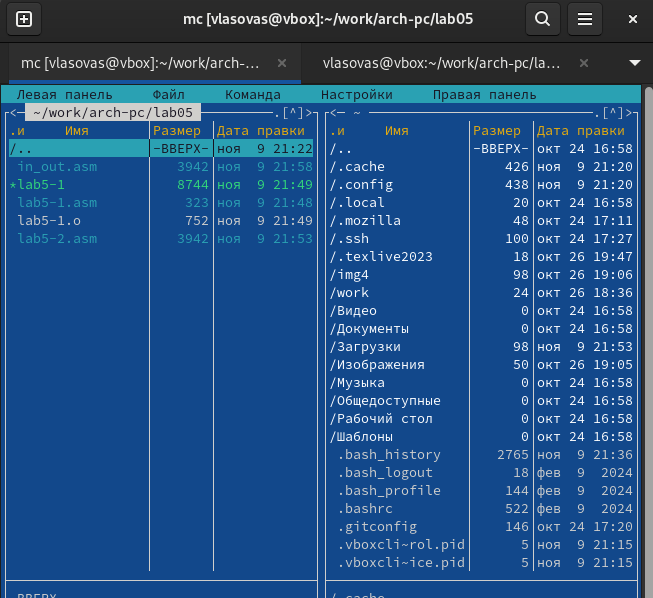 mc [vlasovas@vbox]:~/work/arch-pc/lab05
mc [vlasovas@vbox]:~/work/arch-...
vlasovas@vbox:~/work/arch-pc/la...
Левая панель Файл Команда Настройки Правая панель
<— ~/work/arch-pc/lab05 .[^]>
.и Имя Размер Дата правки
/.. -ВВЕРХ- ноя 9 21:22
in_out.asm 3942 ноя 9 21:58
*lab5-1 8744 ноя 9 21:49
lab5-1.asm 323 ноя 9 21:48
lab5-1.o 752 ноя 9 21:49
lab5-2.asm 3942 ноя 9 21:53
-ВВЕРХ-
<— ~ .[^]>
.и Имя Размер Дата правки
/.. -ВВЕРХ- окт 24 16:58
/.cache 426 ноя 9 21:20
/.config 438 ноя 9 21:20
/.local 20 окт 24 16:58
/.mozilla 48 окт 24 17:11
/.ssh 100 окт 24 17:27
/.texlive2023 18 окт 26 19:47
/img4 98 окт 26 19:06
/work 24 окт 26 18:36
/Видео 0 окт 24 16:58
/Документы 0 окт 24 16:58
/Загрузки 98 ноя 9 21:53
/Изображения 50 окт 26 19:05
/Музыка 0 окт 24 16:58
/Общедоступные 0 окт 24 16:58
/Рабочий стол 0 окт 24 16:58
/Шаблоны 0 окт 24 16:58
.bash_history 2765 ноя 9 21:36
.bash_logout 18 фев 9 2024
.bash_profile 144 фев 9 2024
.bashrc 522 фев 9 2024
.gitconfig 146 окт 24 17:20
.vboxcli~rol.pid 5 ноя 9 21:15
.vboxcli~ice.pid 5 ноя 9 21:15
/.cache